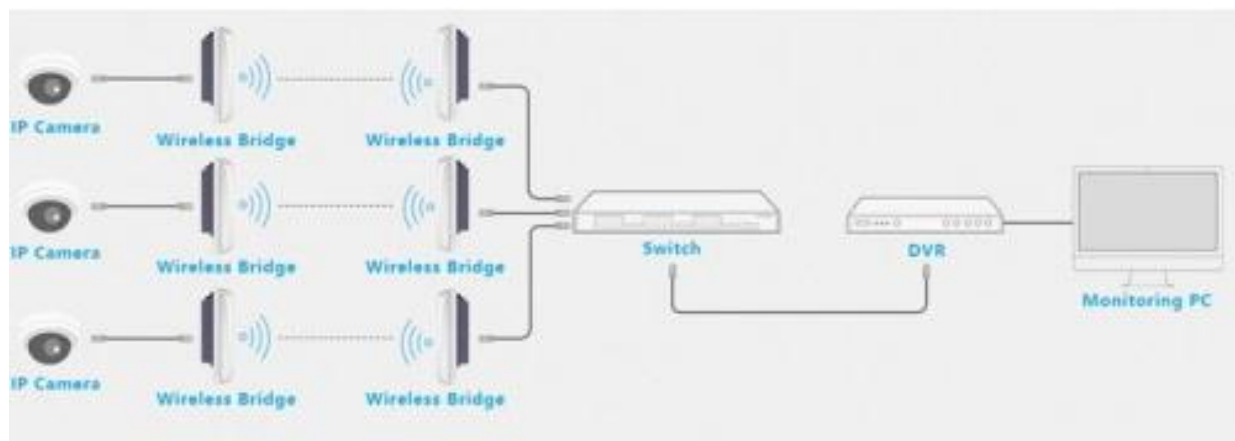 IP Camera
Wireless Bridge
Wireless Bridge
IP Camera
Wireless Bridge
Wireless Bridge
Switch
DVR
Monitoring PC
IP Camera
Wireless Bridge
Wireless Bridge